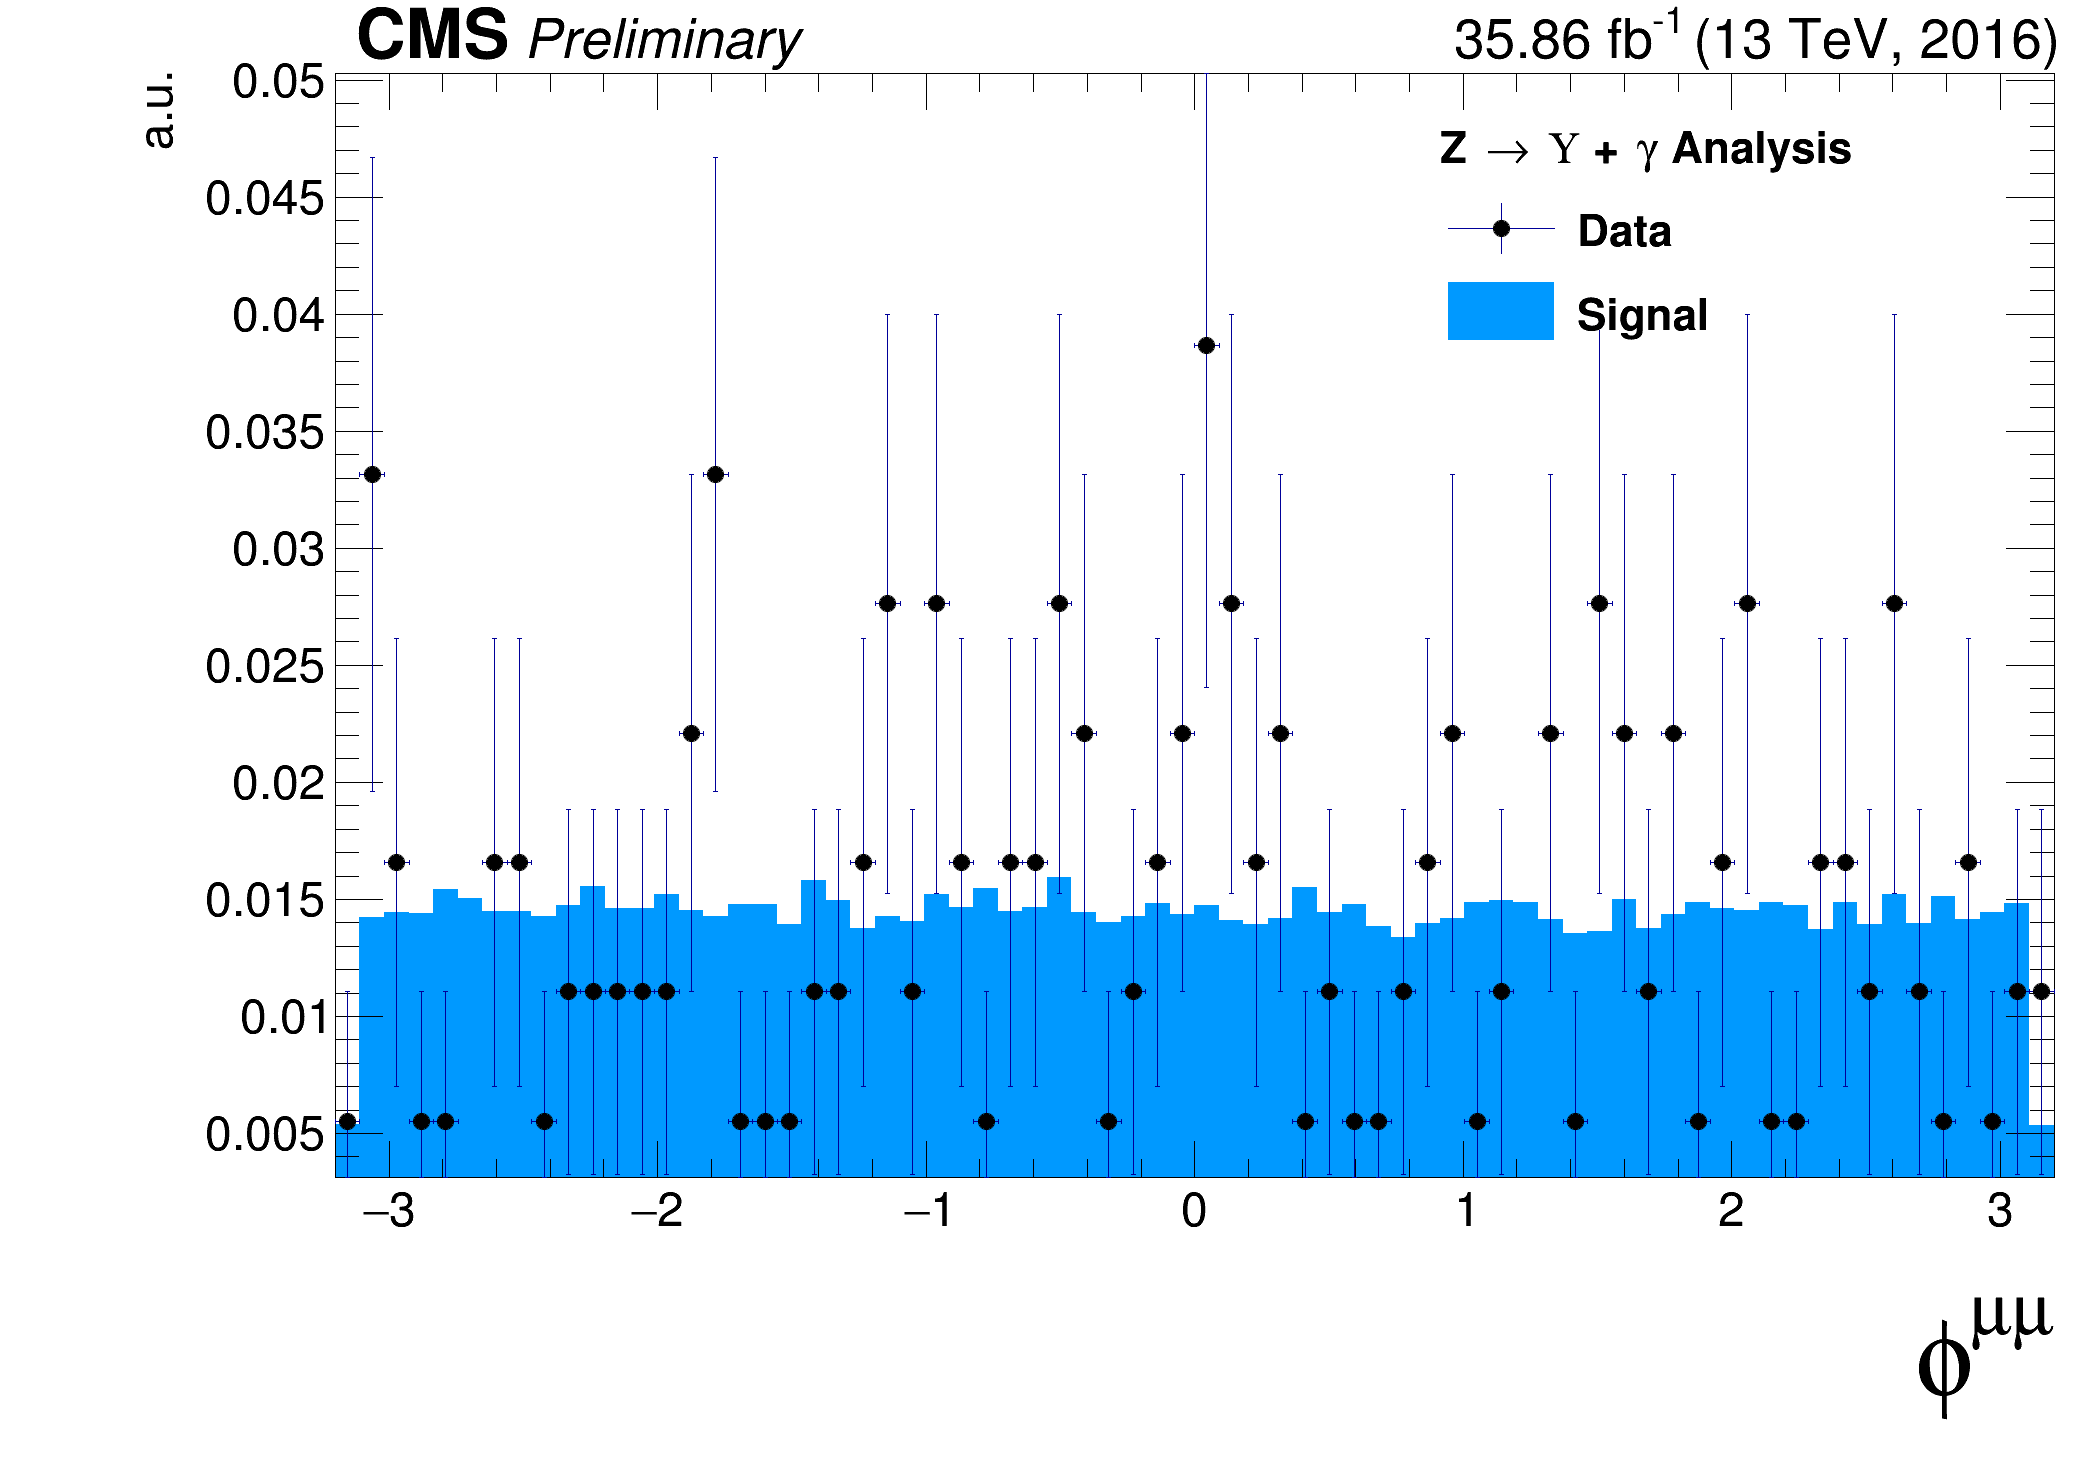 CMS Preliminary
35.86 fb⁻¹ (13 TeV, 2016)
a.u.
0.05
0.045
0.04
0.035
0.03
0.025
0.02
0.015
0.01
0.005
Z → Υ + γ Analysis
Data
Signal
−3 −2 −1 0 1 2 3
ϕ^μμ